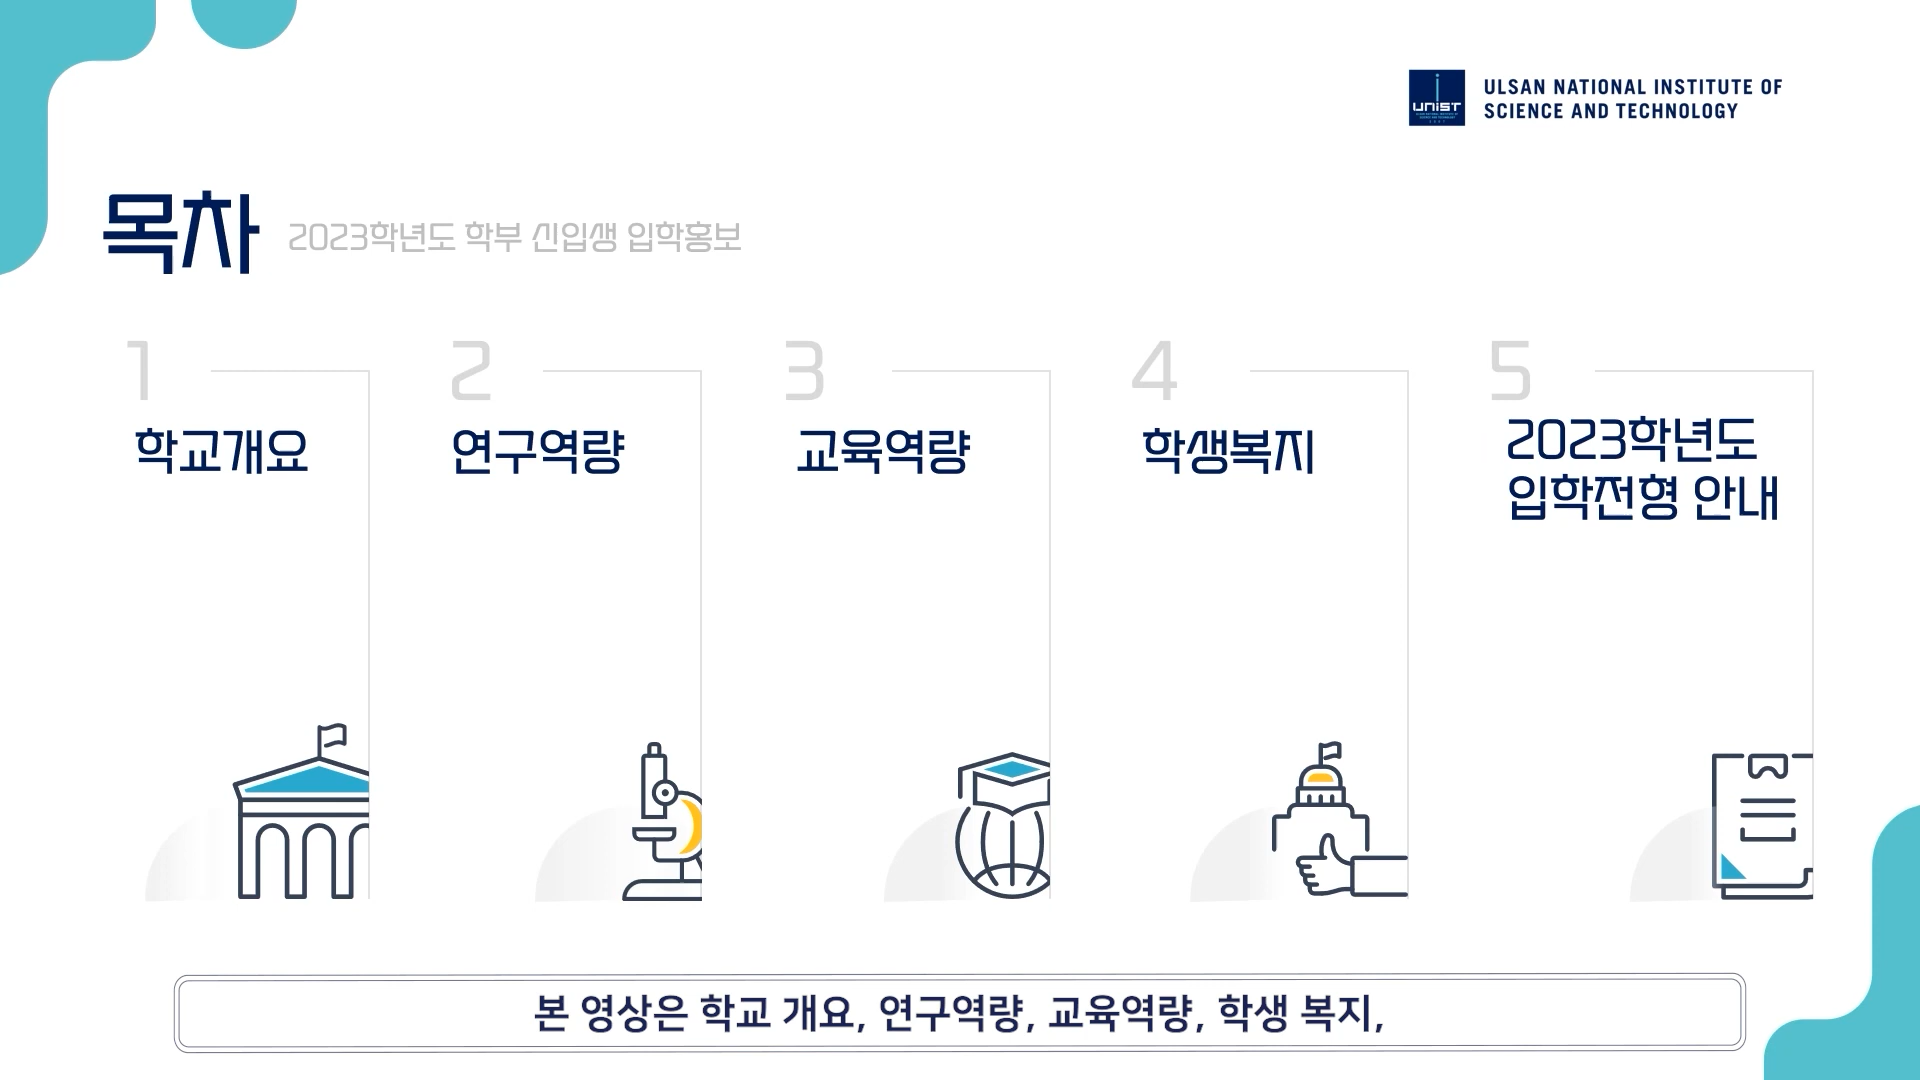 UNIST
ULSAN NATIONAL INSTITUTE OF
SCIENCE AND TECHNOLOGY
목차
2023학년도 학부 신입생 입학홍보
1
학교개요
2
연구역량
3
교육역량
4
학생복지
5
2023학년도
입학전형 안내
본 영상은 학교 개요, 연구역량, 교육역량, 학생 복지,